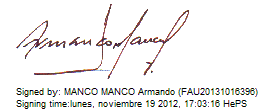 Signed by: MANCO MANCO Armando (FAU20131016396)
Signing time:lunes, noviembre 19 2012, 17:03:16 HePS